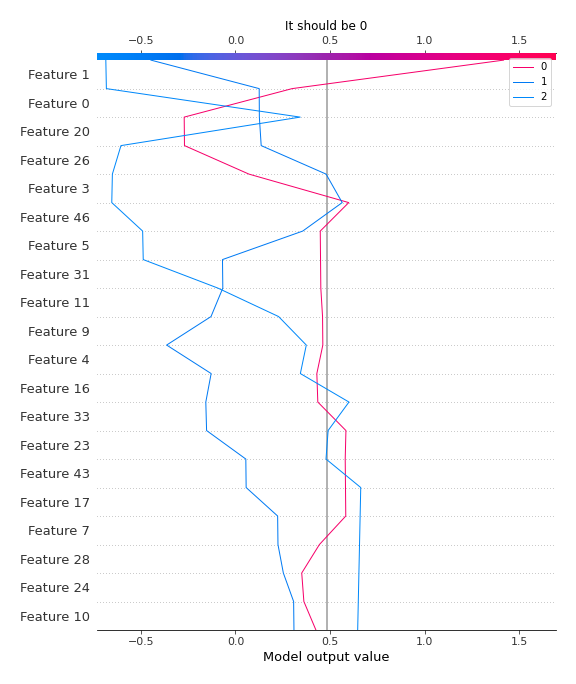 It should be 0
−0.5 0.0 0.5 1.0 1.5
0
1
2
Feature 1
Feature 0
Feature 20
Feature 26
Feature 3
Feature 46
Feature 5
Feature 31
Feature 11
Feature 9
Feature 4
Feature 16
Feature 33
Feature 23
Feature 43
Feature 17
Feature 7
Feature 28
Feature 24
Feature 10
−0.5 0.0 0.5 1.0 1.5
Model output value